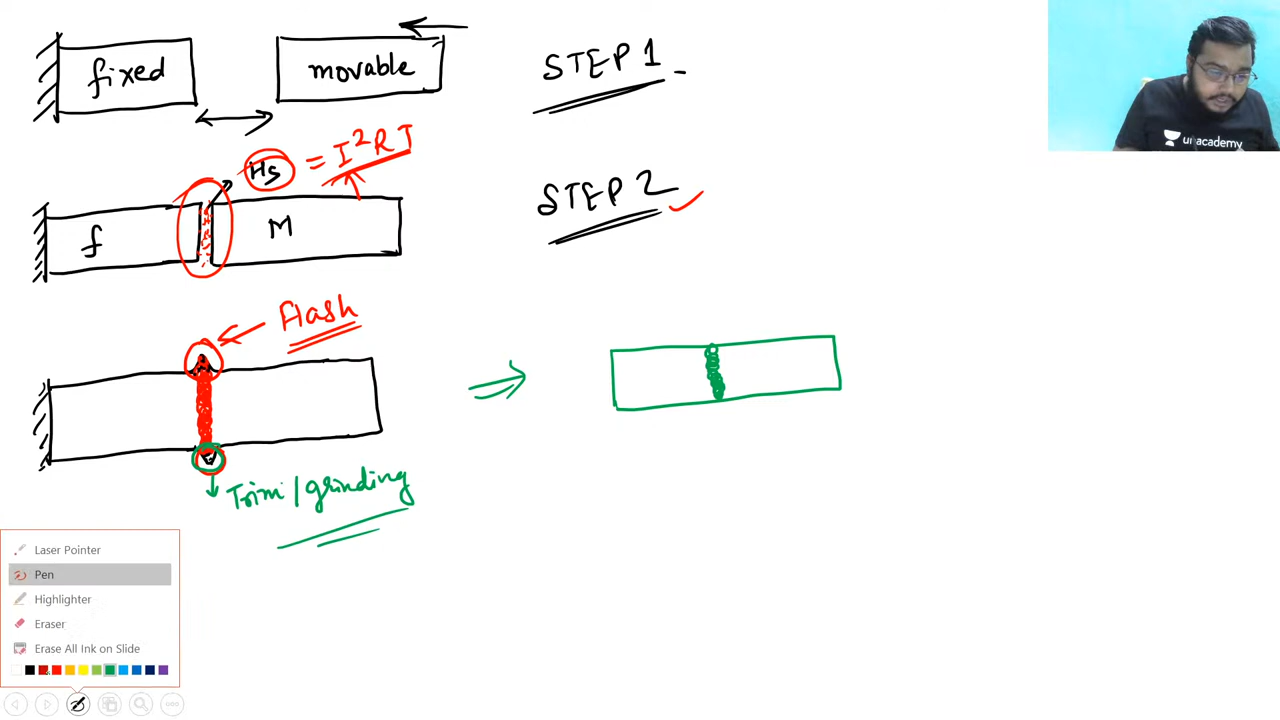 fixed
movable
STEP 1
unacademy
Hs = I²RT
STEP 2
f
M
flash
Trim/grinding
Laser Pointer
Pen
Highlighter
Eraser
Erase All Ink on Slide